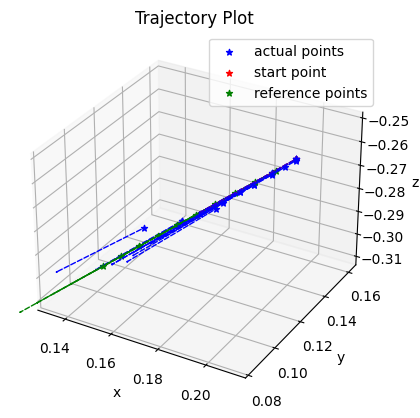 Trajectory Plot
actual points
start point
reference points
−0.25
−0.26
−0.27
−0.28
−0.29
−0.30
−0.31
z
0.16
0.14
0.12
0.10
0.08
y
0.14
0.16
0.18
0.20
x